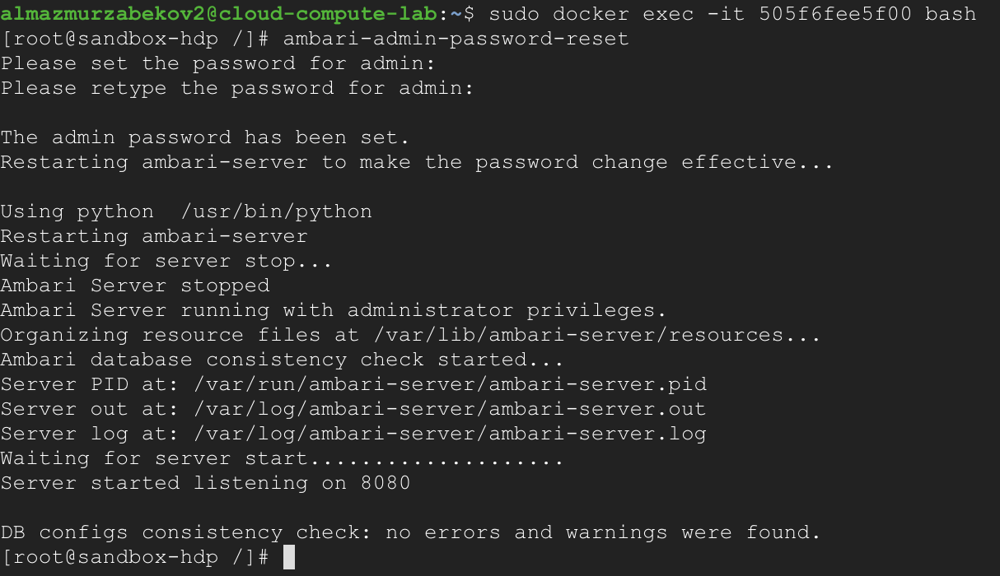 almazmurzabekov2@cloud-compute-lab:~$ sudo docker exec -it 505f6fee5f00 bash
[root@sandbox-hdp /]# ambari-admin-password-reset
Please set the password for admin:
Please retype the password for admin:
The admin password has been set.
Restarting ambari-server to make the password change effective...
Using python  /usr/bin/python
Restarting ambari-server
Waiting for server stop...
Ambari Server stopped
Ambari Server running with administrator privileges.
Organizing resource files at /var/lib/ambari-server/resources...
Ambari database consistency check started...
Server PID at: /var/run/ambari-server/ambari-server.pid
Server out at: /var/log/ambari-server/ambari-server.out
Server log at: /var/log/ambari-server/ambari-server.log
Waiting for server start....................
Server started listening on 8080
DB configs consistency check: no errors and warnings were found.
[root@sandbox-hdp /]#